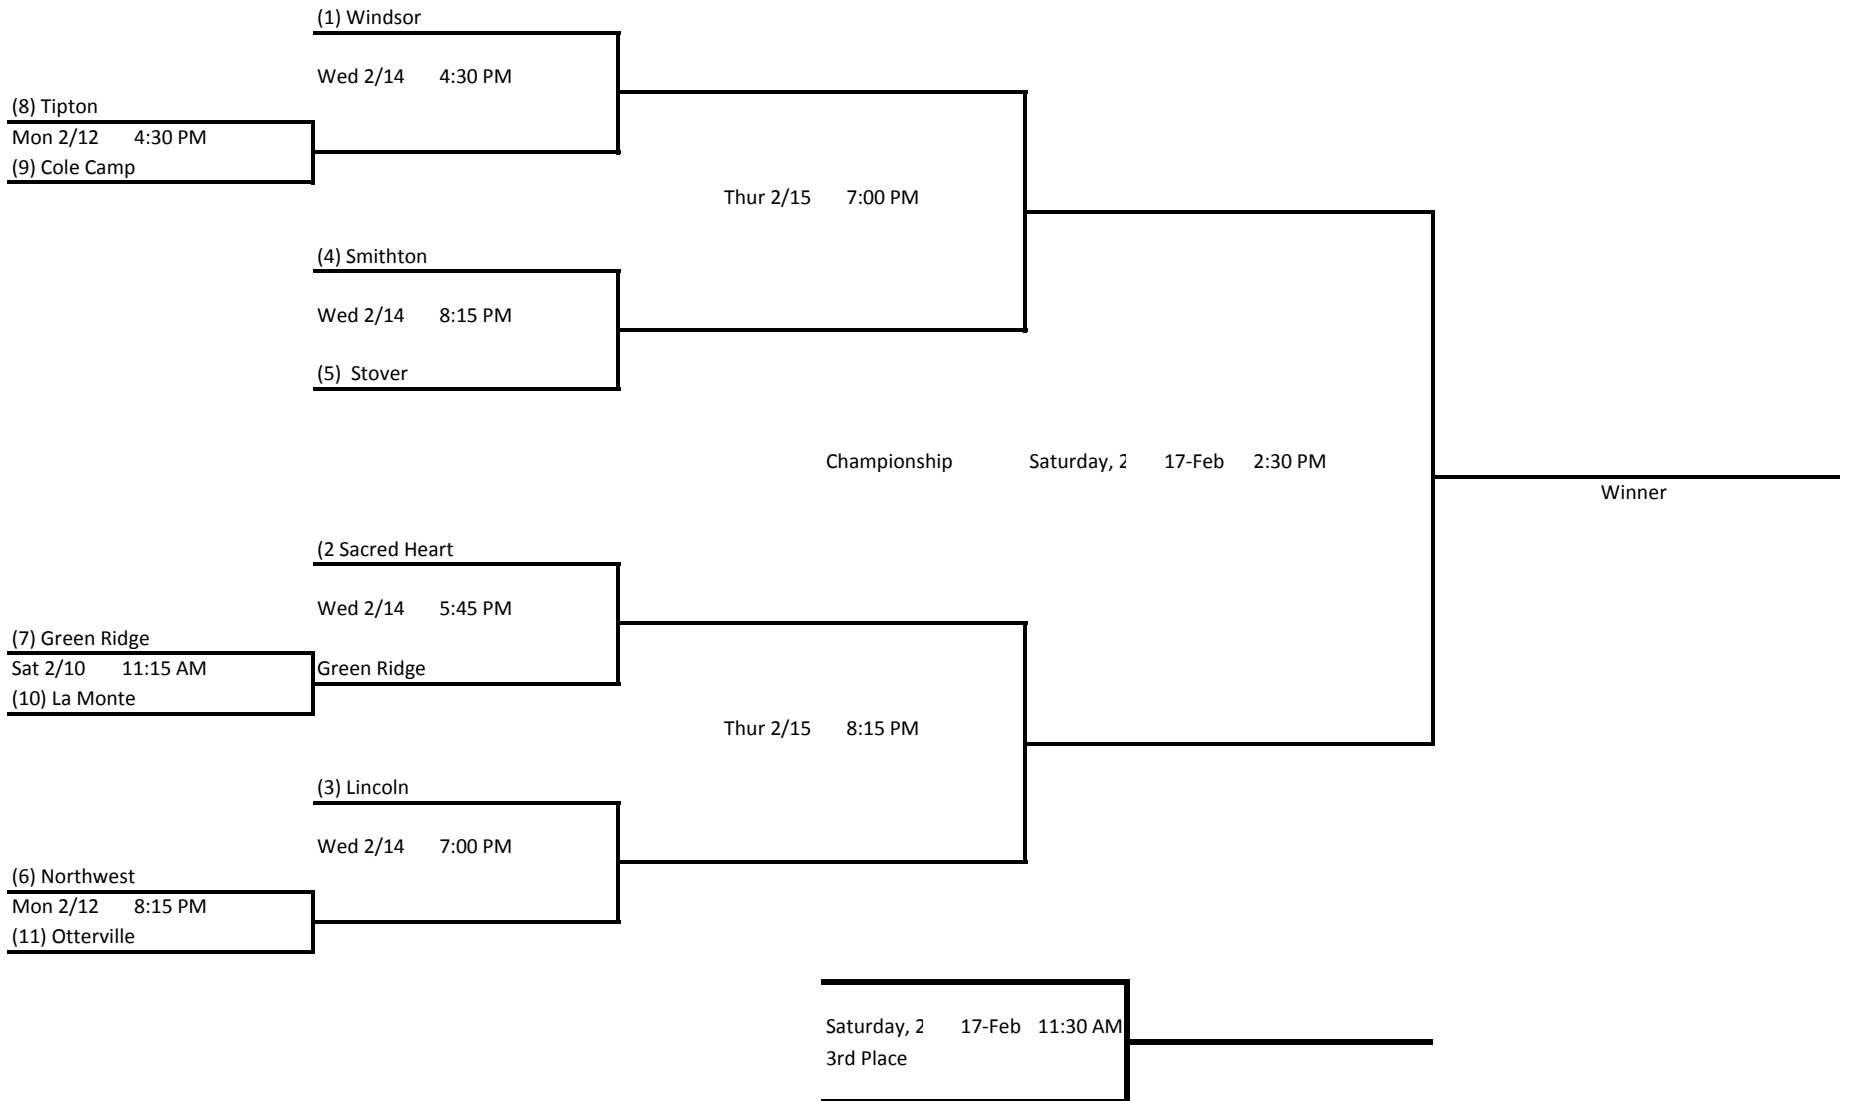 (1) Windsor
Wed 2/14 4:30 PM
(8) Tipton
Mon 2/12 4:30 PM
(9) Cole Camp
Thur 2/15 7:00 PM
(4) Smithton
Wed 2/14 8:15 PM
(5) Stover
Championship Saturday, 2 17-Feb 2:30 PM
Winner
(2 Sacred Heart
Wed 2/14 5:45 PM
(7) Green Ridge
Sat 2/10 11:15 AM
Green Ridge
(10) La Monte
Thur 2/15 8:15 PM
(3) Lincoln
Wed 2/14 7:00 PM
(6) Northwest
Mon 2/12 8:15 PM
(11) Otterville
Saturday, 2 17-Feb 11:30 AM
3rd Place